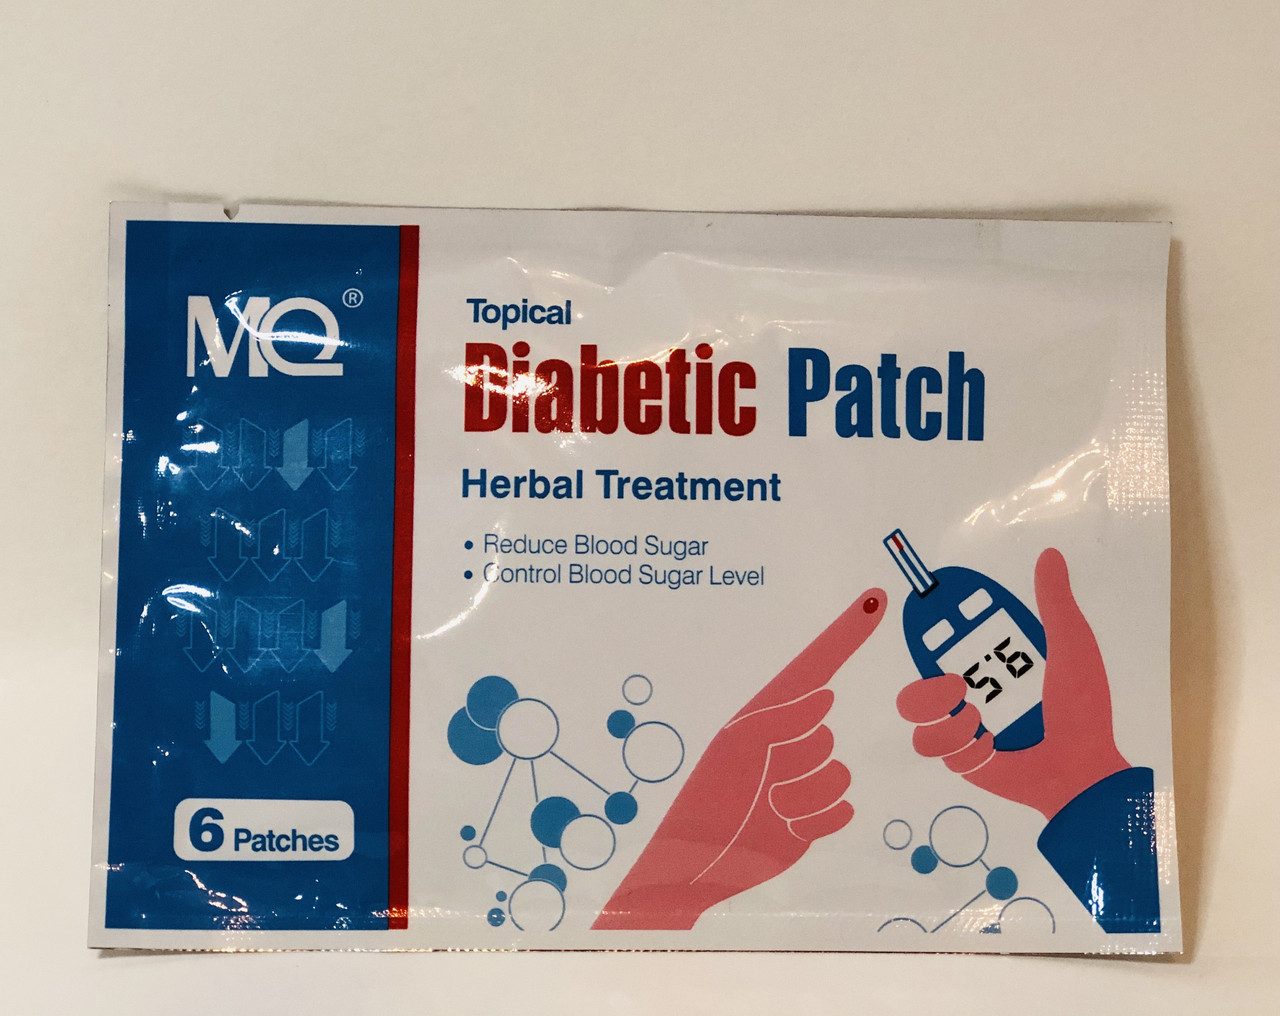 MQ®
6 Patches
Topical
Diabetic Patch
Herbal Treatment
• Reduce Blood Sugar
• Control Blood Sugar Level
5.6